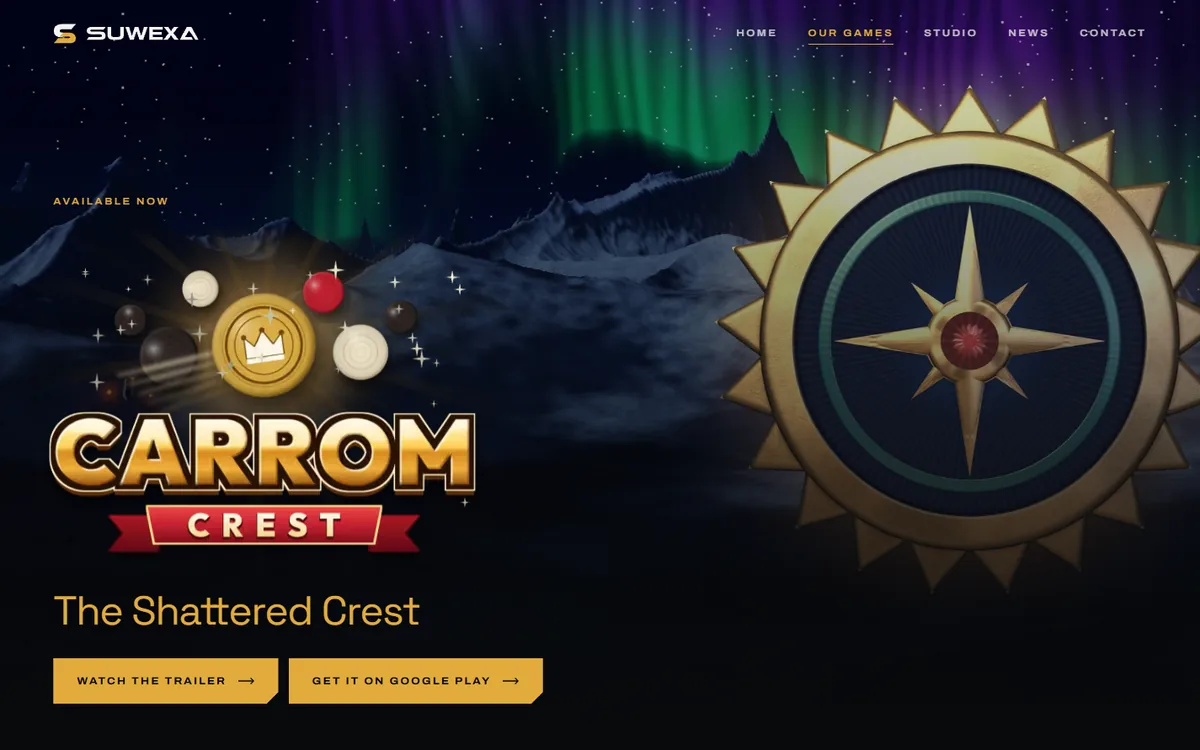 SUWEXA
HOME OUR GAMES STUDIO NEWS CONTACT
AVAILABLE NOW
CARROM
CREST
The Shattered Crest
WATCH THE TRAILER → GET IT ON GOOGLE PLAY →